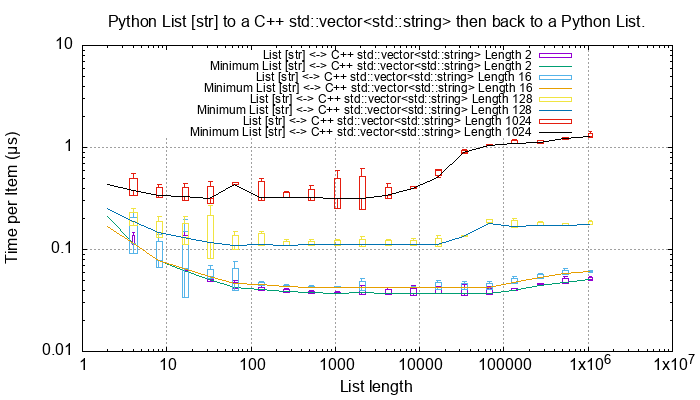 Python List [str] to a C++ std::vector<std::string> then back to a Python List.
10
1
0.1
0.01
Time per item (µs)
List [str] <-> C++ std::vector<std::string> Length 2
Minimum List [str] <-> C++ std::vector<std::string> Length 2
List [str] <-> C++ std::vector<std::string> Length 16
Minimum List [str] <-> C++ std::vector<std::string> Length 16
List [str] <-> C++ std::vector<std::string> Length 128
Minimum List [str] <-> C++ std::vector<std::string> Length 128
List [str] <-> C++ std::vector<std::string> Length 1024
Minimum List [str] <-> C++ std::vector<std::string> Length 1024
1 10 100 1000 10000 100000 1x10⁶ 1x10⁷
List length